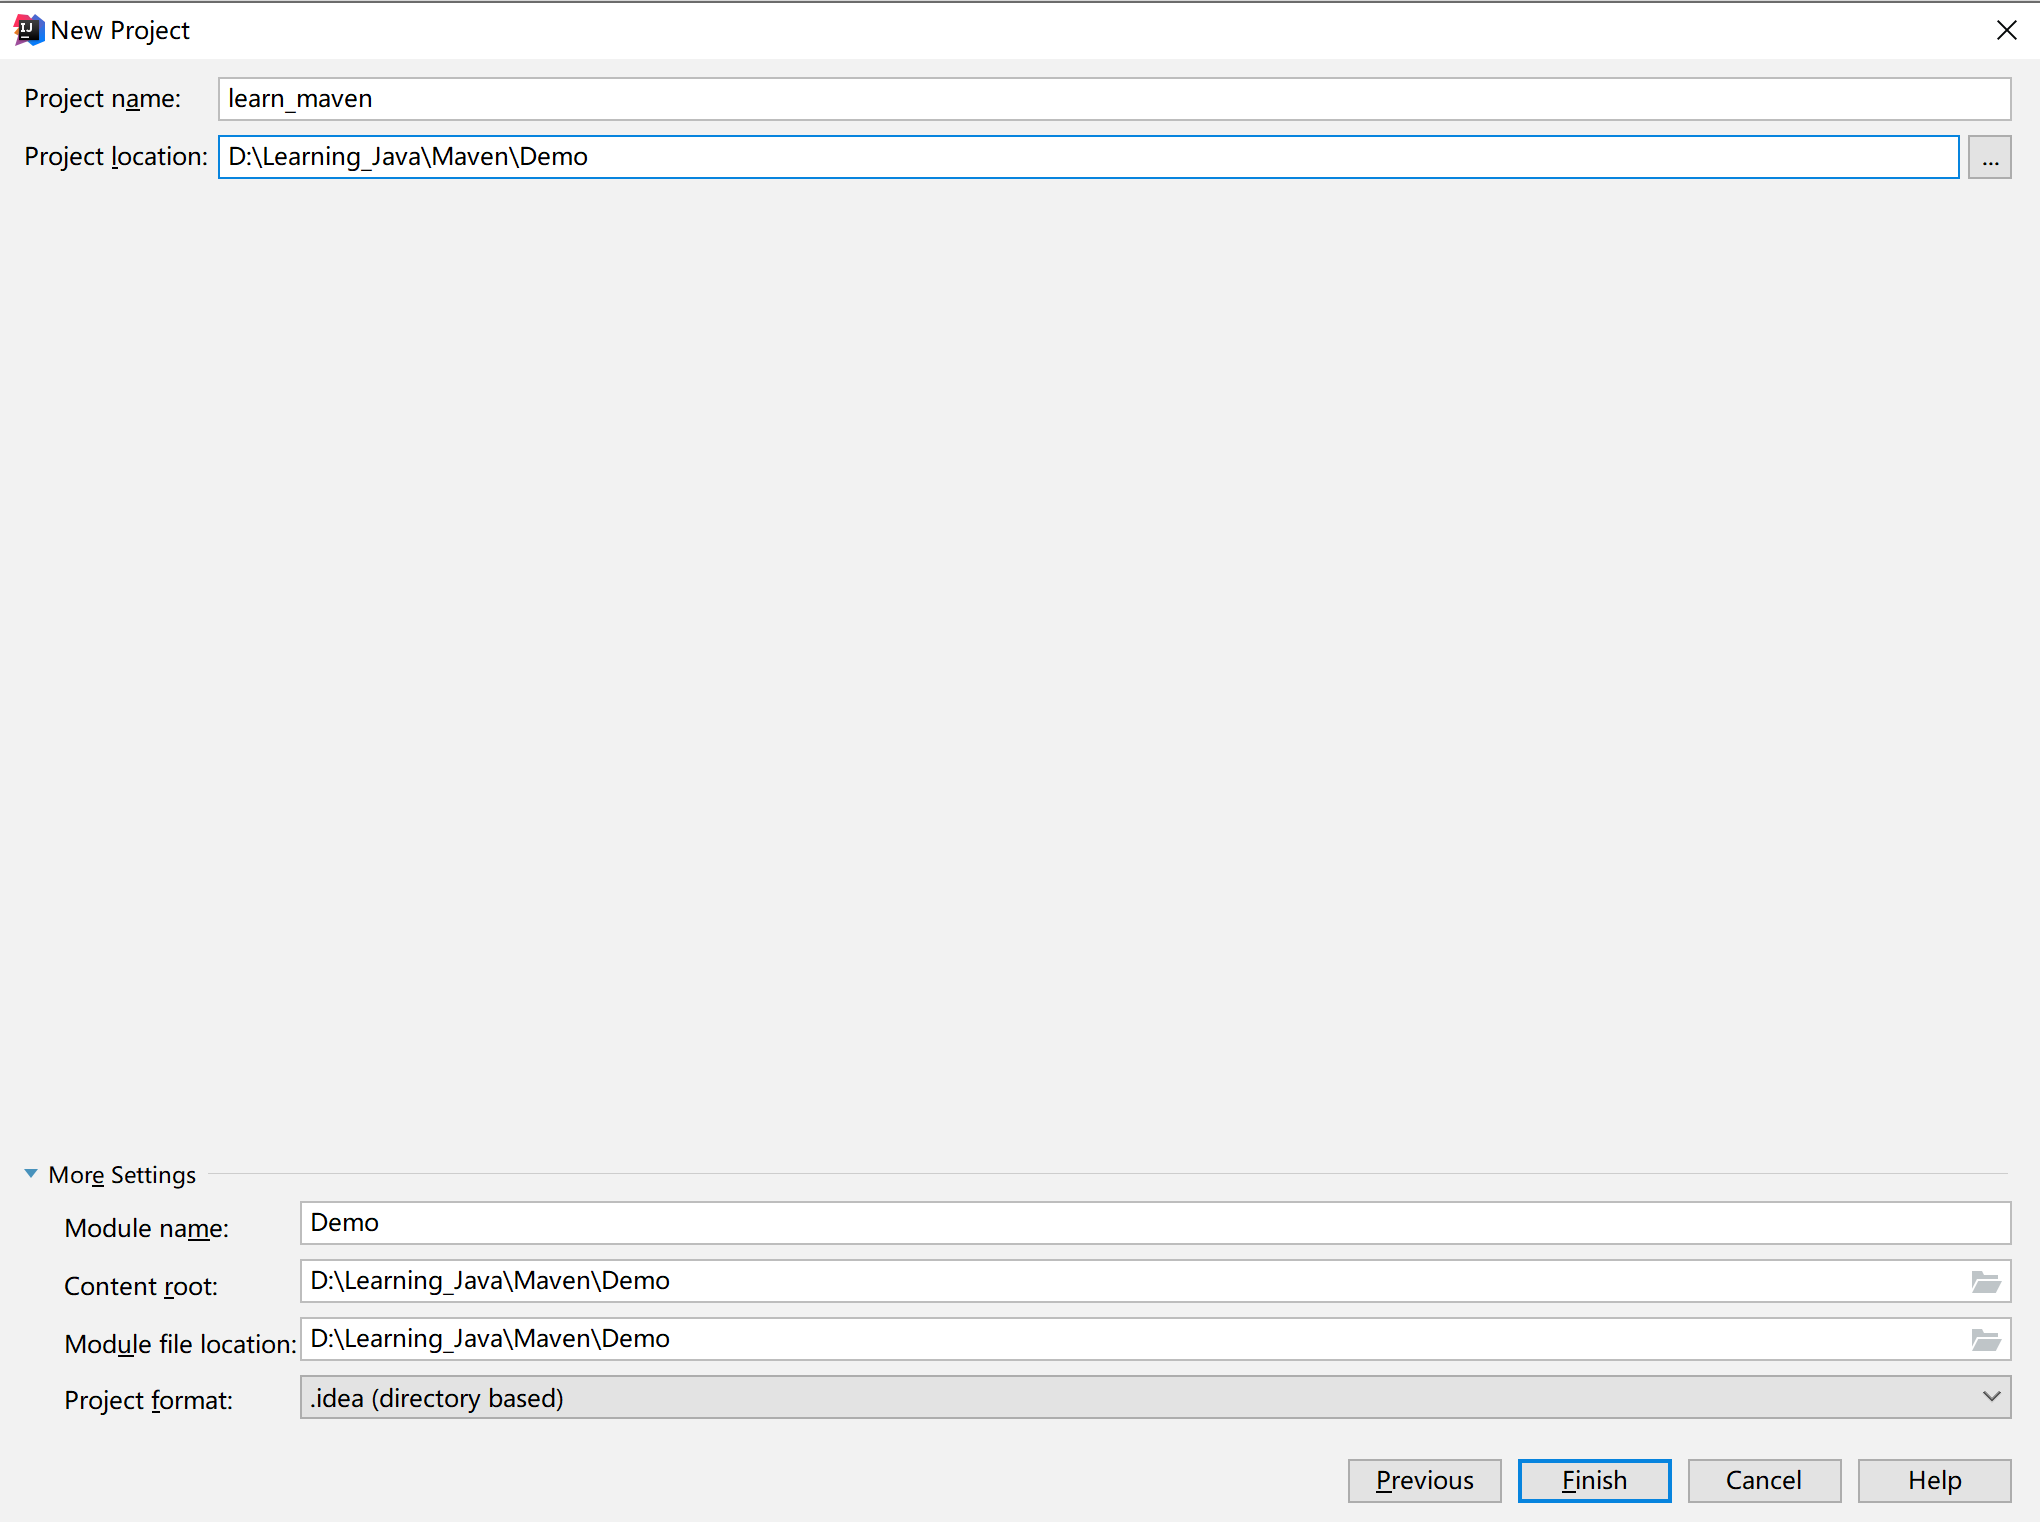 New Project
Project name: learn_maven
Project location: D:\Learning_Java\Maven\Demo ...
More Settings
Module name: Demo
Content root: D:\Learning_Java\Maven\Demo
Module file location: D:\Learning_Java\Maven\Demo
Project format: .idea (directory based)
Previous Finish Cancel Help